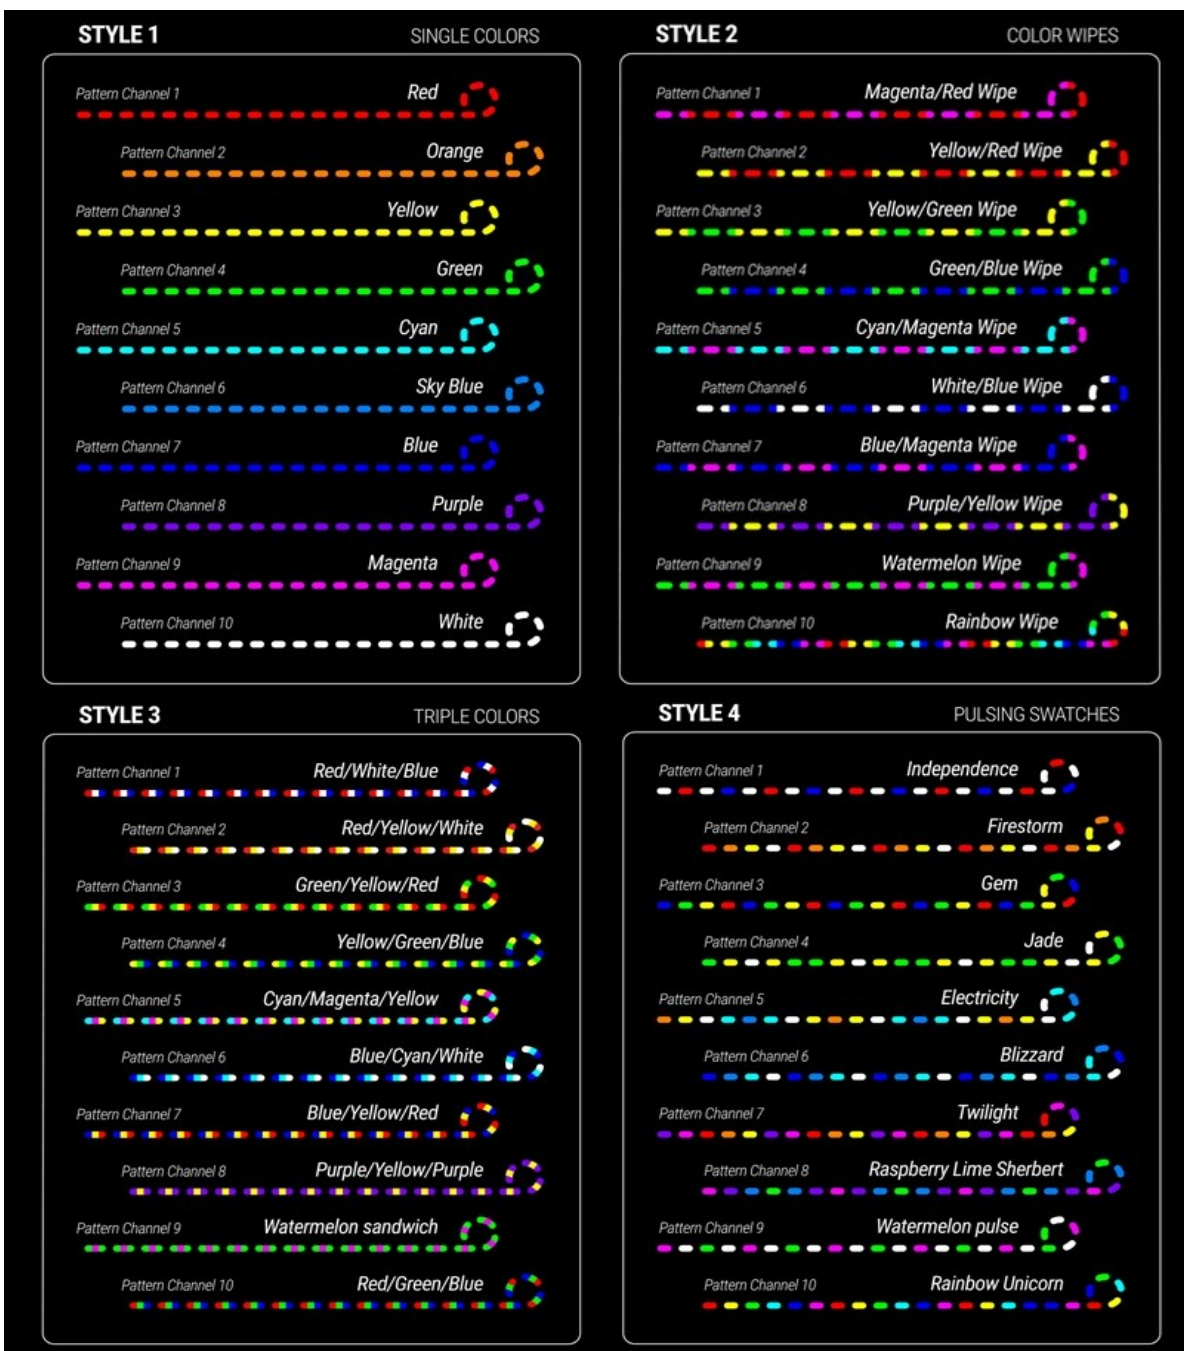 STYLE 1 SINGLE COLORS
Pattern Channel 1 Red
Pattern Channel 2 Orange
Pattern Channel 3 Yellow
Pattern Channel 4 Green
Pattern Channel 5 Cyan
Pattern Channel 6 Sky Blue
Pattern Channel 7 Blue
Pattern Channel 8 Purple
Pattern Channel 9 Magenta
Pattern Channel 10 White
STYLE 2 COLOR WIPES
Pattern Channel 1 Magenta/Red Wipe
Pattern Channel 2 Yellow/Red Wipe
Pattern Channel 3 Yellow/Green Wipe
Pattern Channel 4 Green/Blue Wipe
Pattern Channel 5 Cyan/Magenta Wipe
Pattern Channel 6 White/Blue Wipe
Pattern Channel 7 Blue/Magenta Wipe
Pattern Channel 8 Purple/Yellow Wipe
Pattern Channel 9 Watermelon Wipe
Pattern Channel 10 Rainbow Wipe
STYLE 3 TRIPLE COLORS
Pattern Channel 1 Red/White/Blue
Pattern Channel 2 Red/Yellow/White
Pattern Channel 3 Green/Yellow/Red
Pattern Channel 4 Yellow/Green/Blue
Pattern Channel 5 Cyan/Magenta/Yellow
Pattern Channel 6 Blue/Cyan/White
Pattern Channel 7 Blue/Yellow/Red
Pattern Channel 8 Purple/Yellow/Purple
Pattern Channel 9 Watermelon sandwich
Pattern Channel 10 Red/Green/Blue
STYLE 4 PULSING SWATCHES
Pattern Channel 1 Independence
Pattern Channel 2 Firestorm
Pattern Channel 3 Gem
Pattern Channel 4 Jade
Pattern Channel 5 Electricity
Pattern Channel 6 Blizzard
Pattern Channel 7 Twilight
Pattern Channel 8 Raspberry Lime Sherbert
Pattern Channel 9 Watermelon pulse
Pattern Channel 10 Rainbow Unicorn